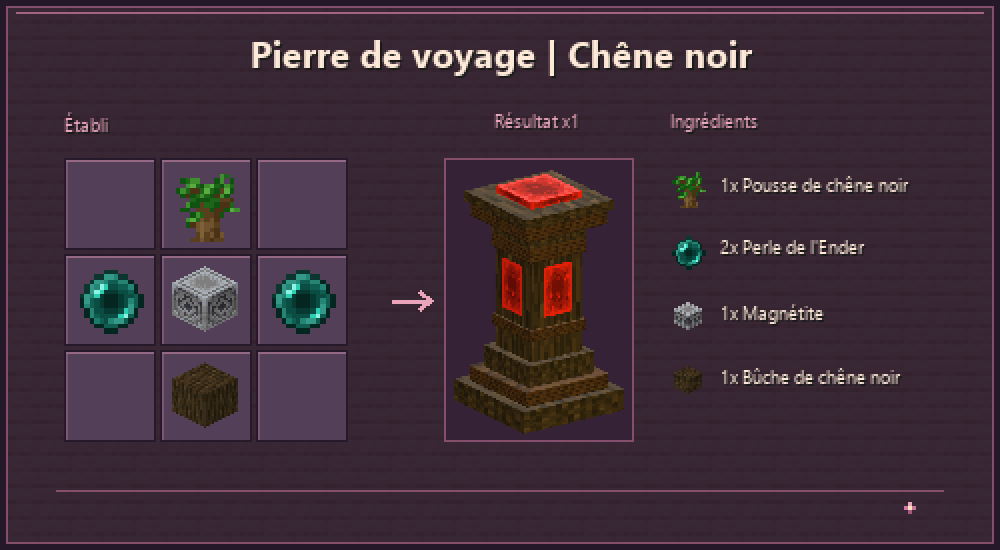 Pierre de voyage | Chêne noir
Établi
Résultat x1
Ingrédients
1x Pousse de chêne noir
2x Perle de l'Ender
1x Magnétite
1x Bûche de chêne noir